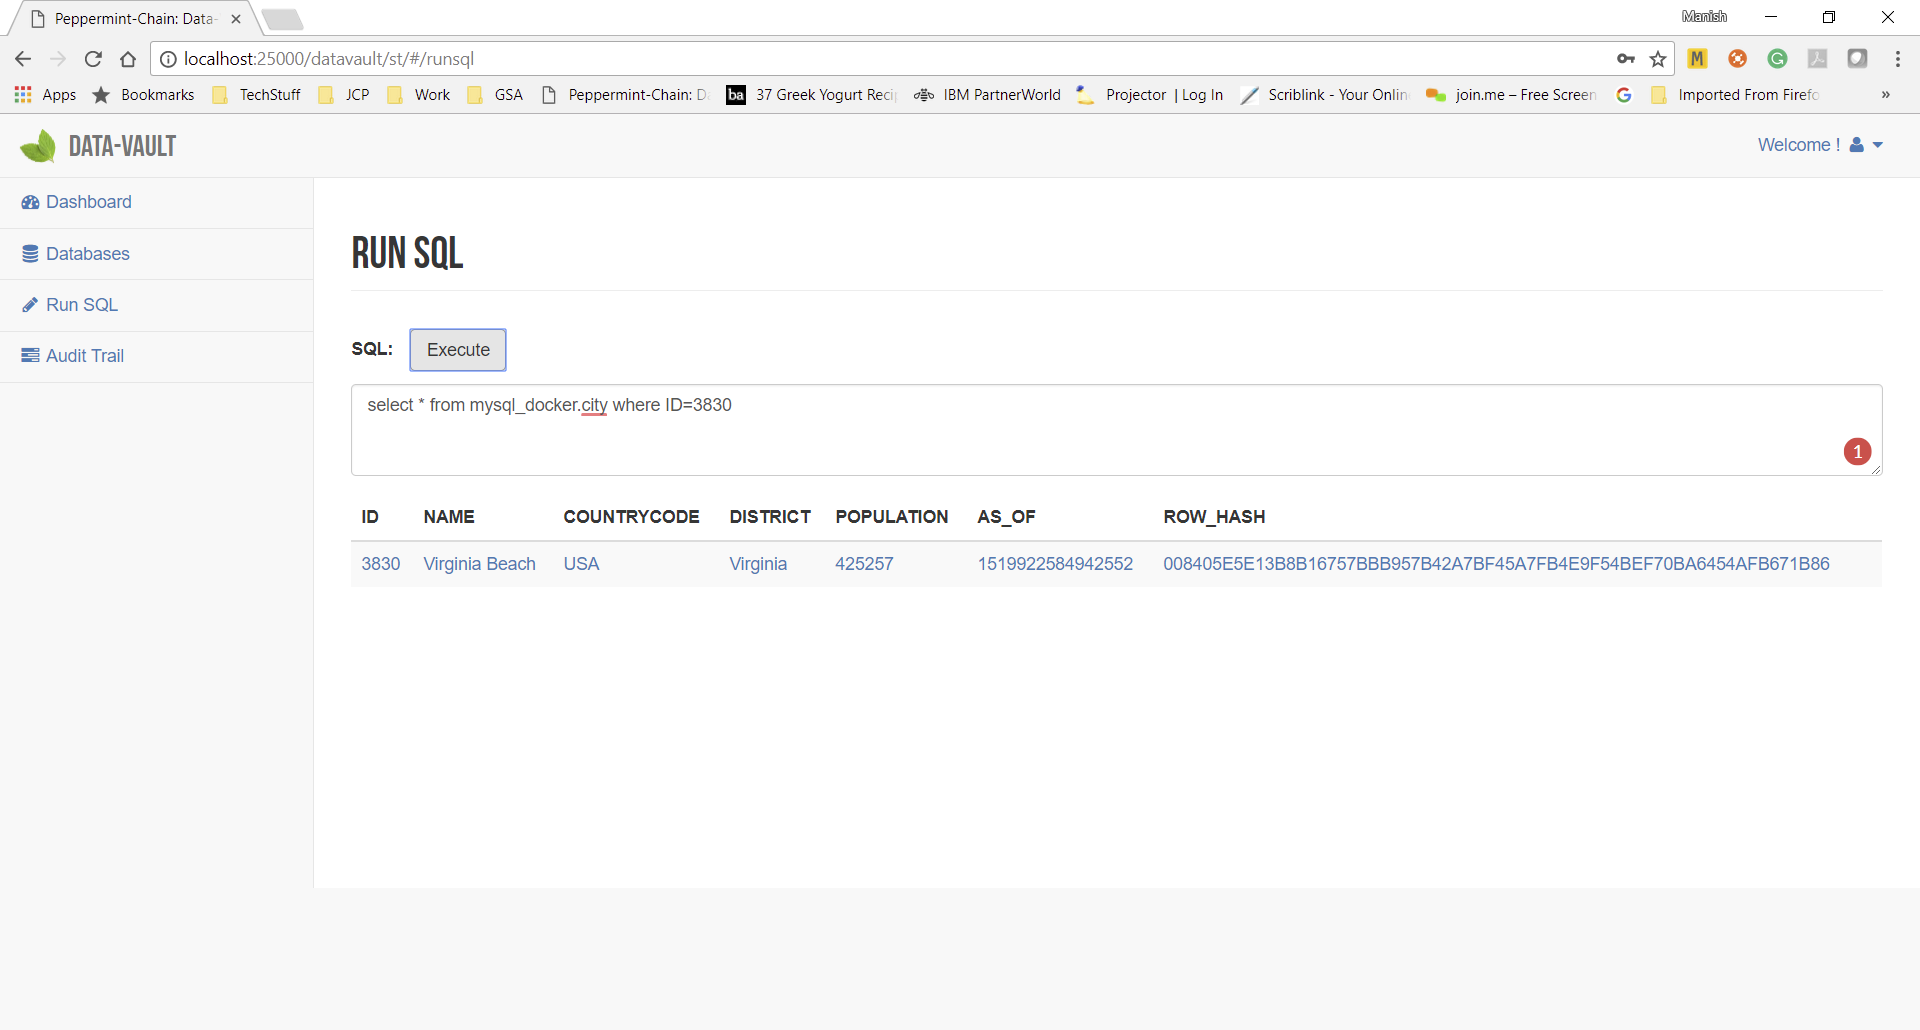 Peppermint-Chain: Data-
Manish
localhost:25000/datavault/st/#/runsql
Apps Bookmarks TechStuff JCP Work GSA Peppermint-Chain: D ba 37 Greek Yogurt Reci IBM PartnerWorld Projector | Log In Scriblink - Your Onlin join.me – Free Screen G Imported From Firefo »
DATA-VAULT
Welcome !
Dashboard
Databases
Run SQL
Audit Trail
RUN SQL
SQL: Execute
select * from mysql_docker.city where ID=3830
1
ID NAME COUNTRYCODE DISTRICT POPULATION AS_OF ROW_HASH
3830 Virginia Beach USA Virginia 425257 1519922584942552 008405E5E13B8B16757BBB957B42A7BF45A7FB4E9F54BEF70BA6454AFB671B86